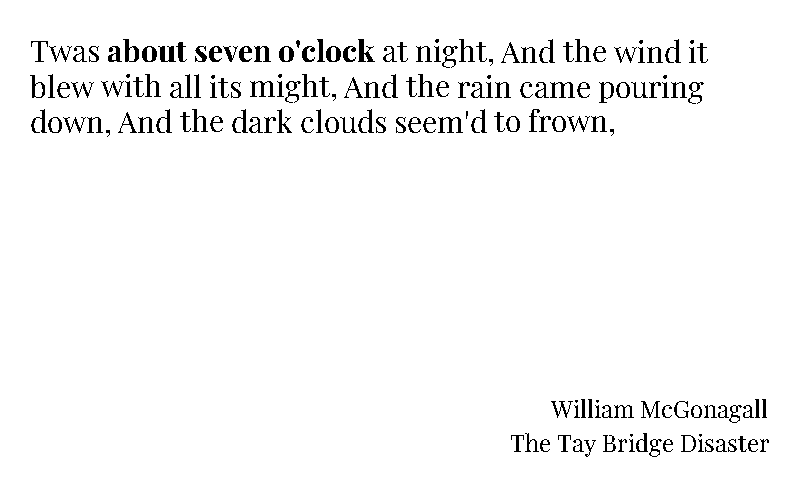 Twas about seven o'clock at night, And the wind it
blew with all its might, And the rain came pouring
down, And the dark clouds seem'd to frown,
William McGonagall
The Tay Bridge Disaster